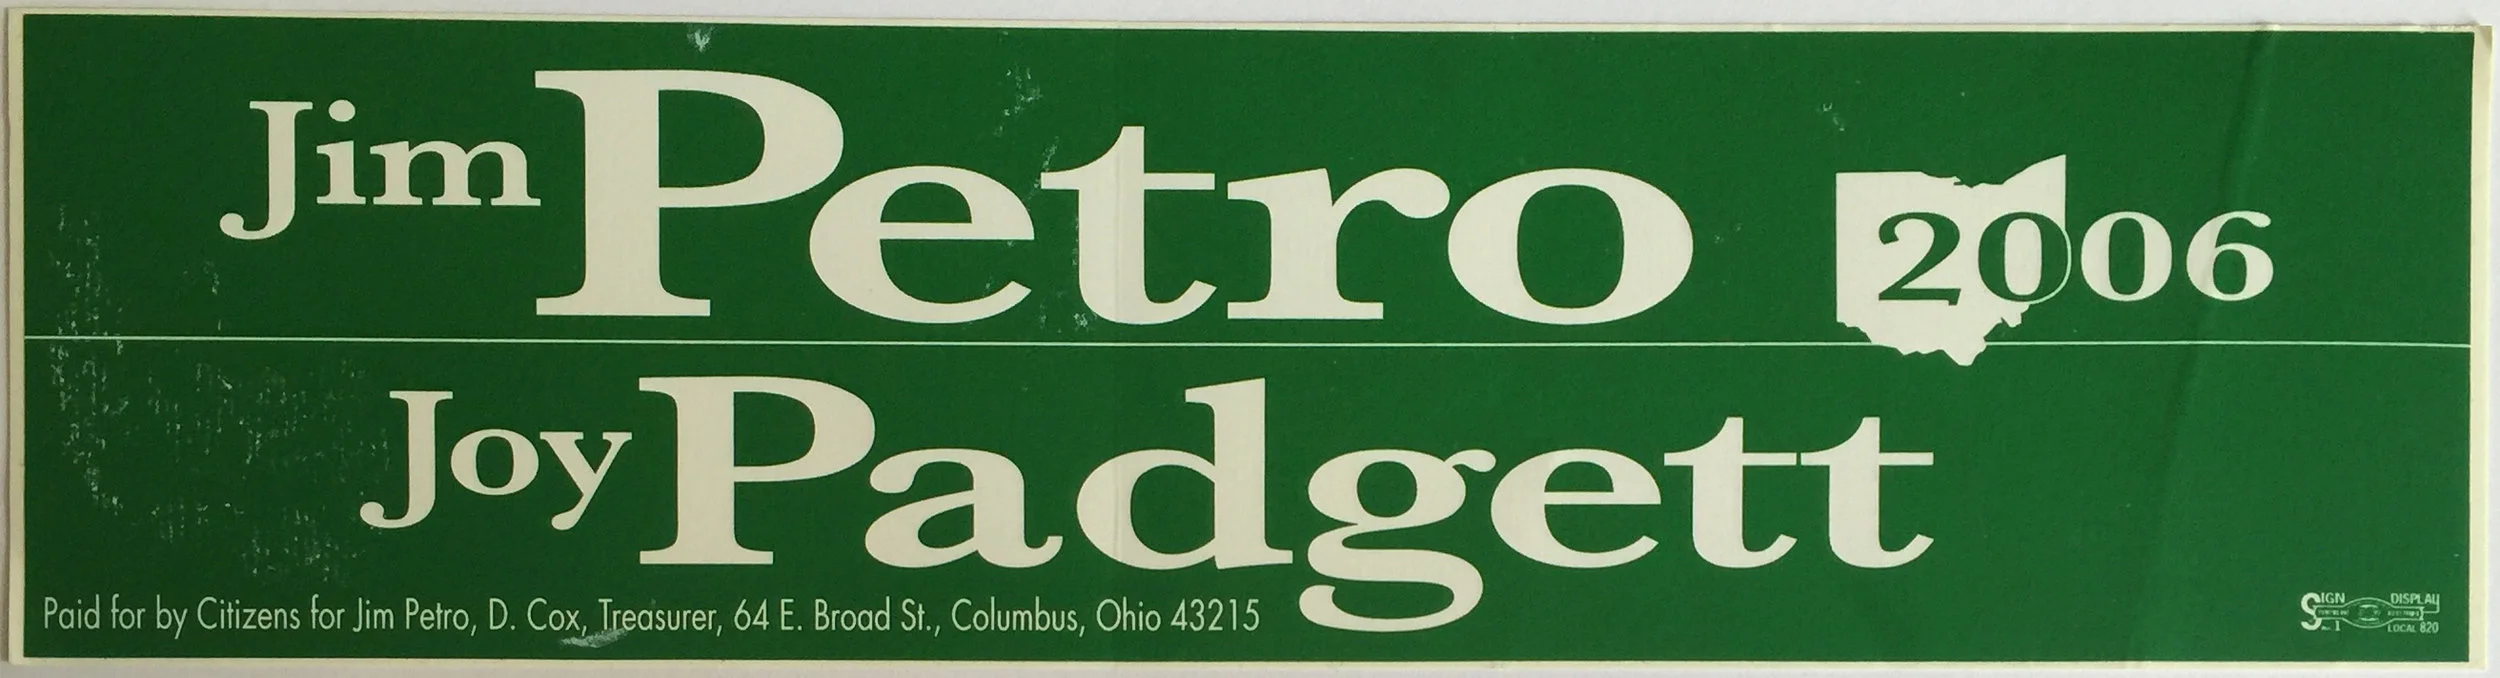 Jim Petro 2006
Joy Padgett
Paid for by Citizens for Jim Petro, D. Cox, Treasurer, 64 E. Broad St., Columbus, Ohio 43215
SIGN DISPLAY
LOCAL 820